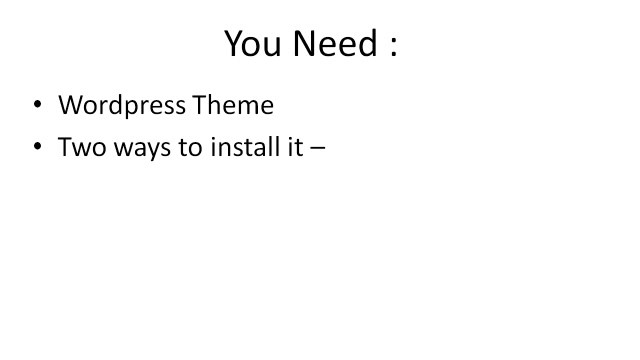 You Need :
• Wordpress Theme
• Two ways to install it –